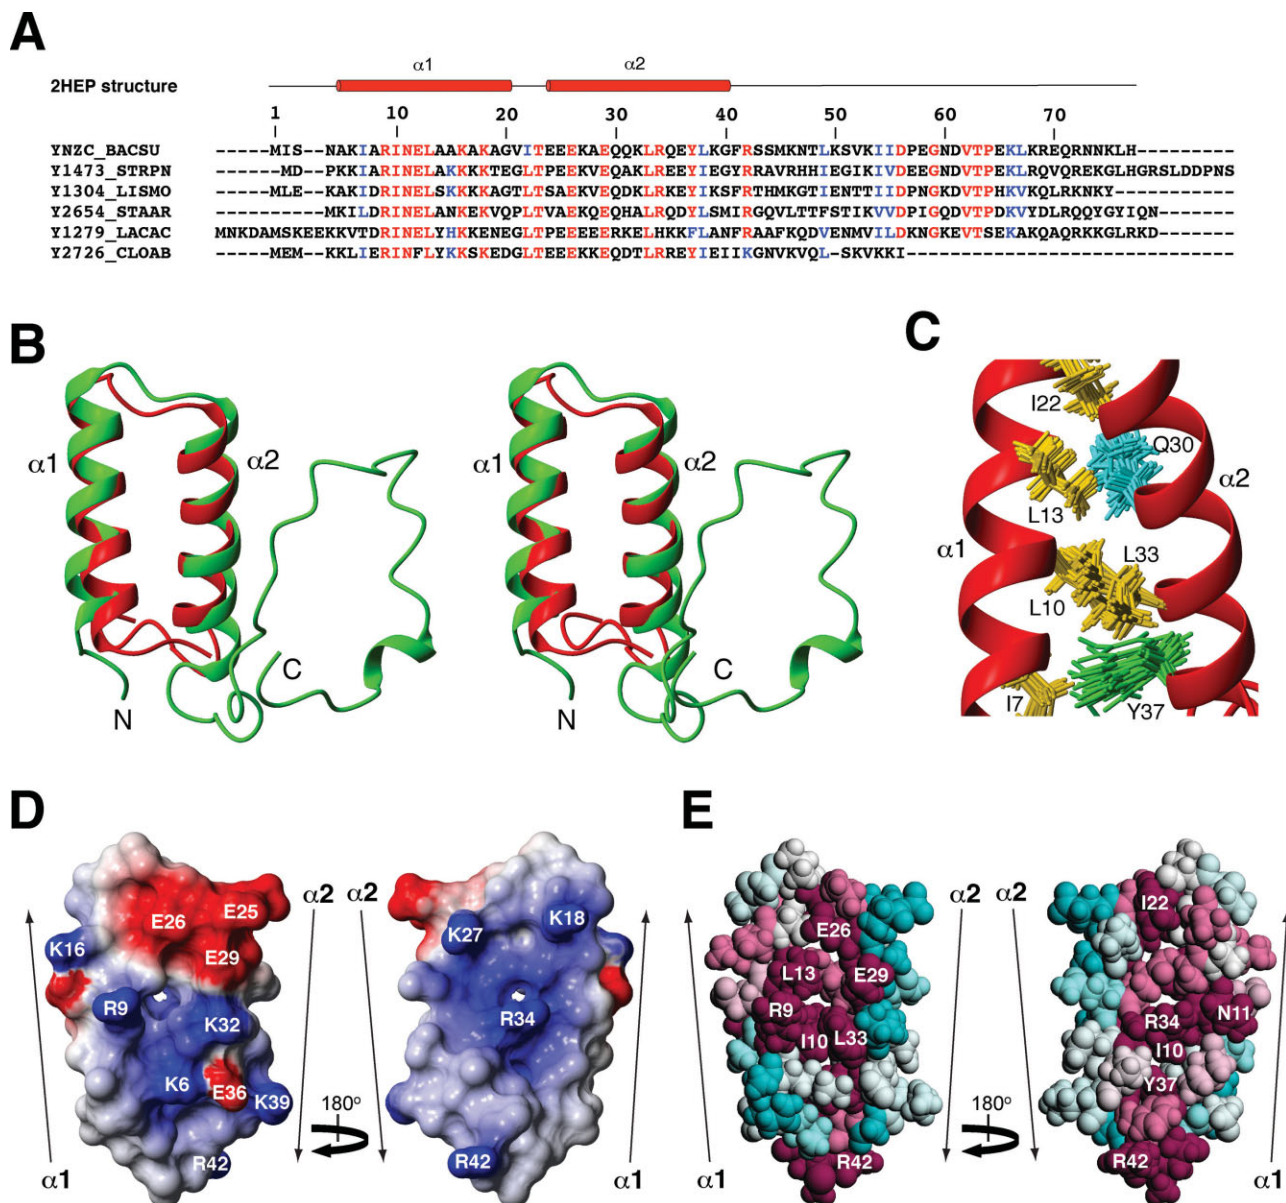 A
α1 α2
2HEP structure
1 10 20 30 40 50 60 70
YNZC_BACSU -----MIS--NAKIARINELAAKAKAGVITEEEKAEQQKLRQEYLKGFRSSMKNTLKSVKIIDPEGNDVTPEKLKREQRNNKLH---------
Y1473_STRPN ------MD--PKKIARINELAKKKKTEGLTPEEKVEQAKLREEYIEGYRRAVRHHIEGIKIVDEEGNDVTPEKLRQVQREKGLHGRSLDDPNS
Y1304_LISMO -----MLE--KAKIDRINELSKKKKAGTLTSAEKVEQDKLRKEYIKSFRTHMKGTIENTTIIDPEGNDVTPHKVKQLRKNKY-----------
Y2654_STAAR --------MKILDRINELANKEKVQPLTVAEKQEQHALRQDYLSMIRGQVLTTFSTIKVVDPIGQDVTPDKVYDLRQQYGYIQN-------
Y1279_LACAC MNKDAMSKEEKKVTDRINELYHKKENEGLTPEEEERKELHKKFLANFRAAFKQDVENMVILDKNGKEVTSEKAKQAQRKKGLRKD-------
Y2726_CLOAB -----MEM--KKLIERINFLYKKSKEDGLTEEEKKEQDTLRREYIEIIKGNVKVQL-SKVKKI------------------------------
B
C
α1 α2 α1 α2
N C N C
I22
Q30
L13
α2
α1
L33
L10
I7
Y37
D
E
α2 α2
E26 E25
K16
E29
R9
K32
K6 E36
K39
R42
α1
180°
K27 K18
R34
R42
α1
α2 α2
E26
L13 E29
R9
I10 L33
R42
α1
180°
I22
R34 N11
I10
Y37
R42
α1